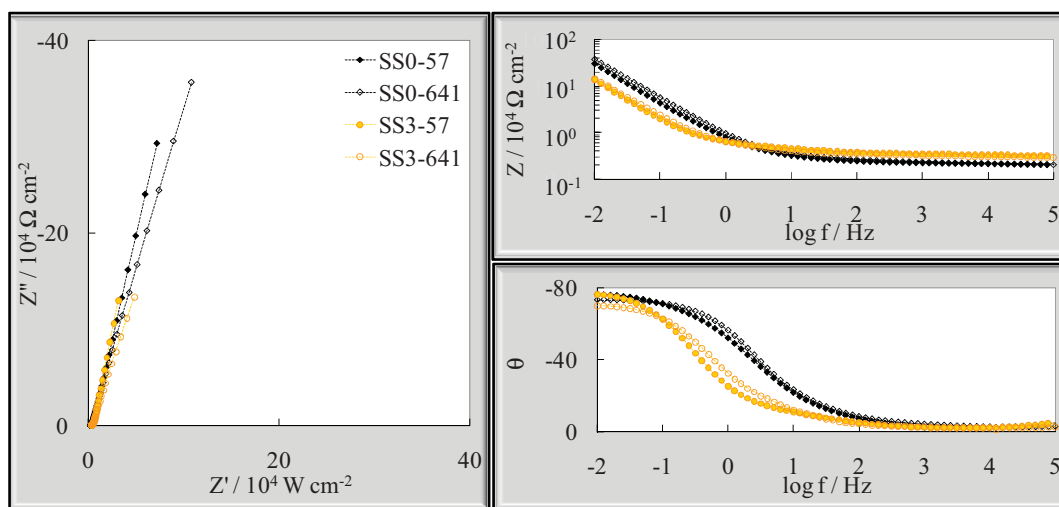 -40
-20
0
Z" / 10⁴ Ω cm⁻²
0
20
40
Z' / 10⁴ W cm⁻²
SS0-57
SS0-641
SS3-57
SS3-641
10²
10¹
10⁰
10⁻¹
Z / 10⁴ Ω cm⁻²
-2 -1 0 1 2 3 4 5
log f / Hz
-80
-40
0
θ
-2 -1 0 1 2 3 4 5
log f / Hz